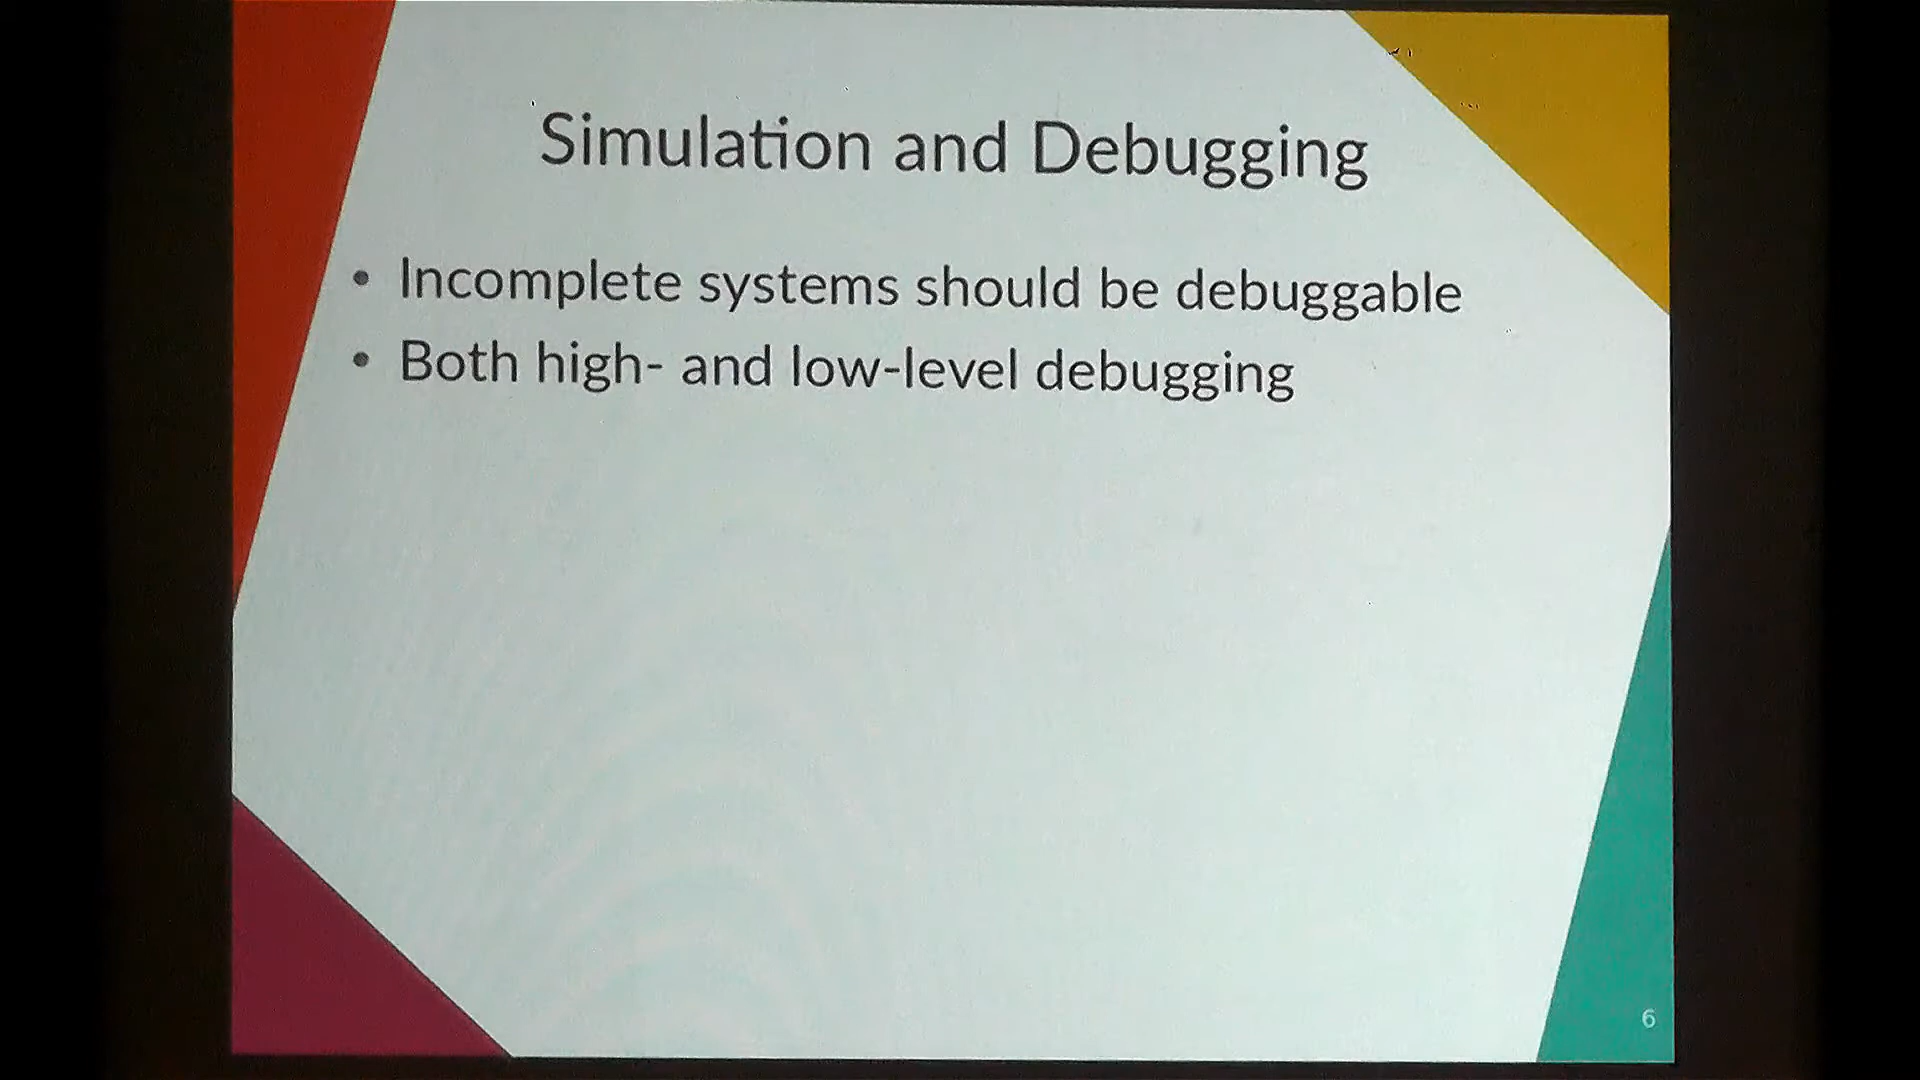 Simulation and Debugging
• Incomplete systems should be debuggable
• Both high- and low-level debugging
6